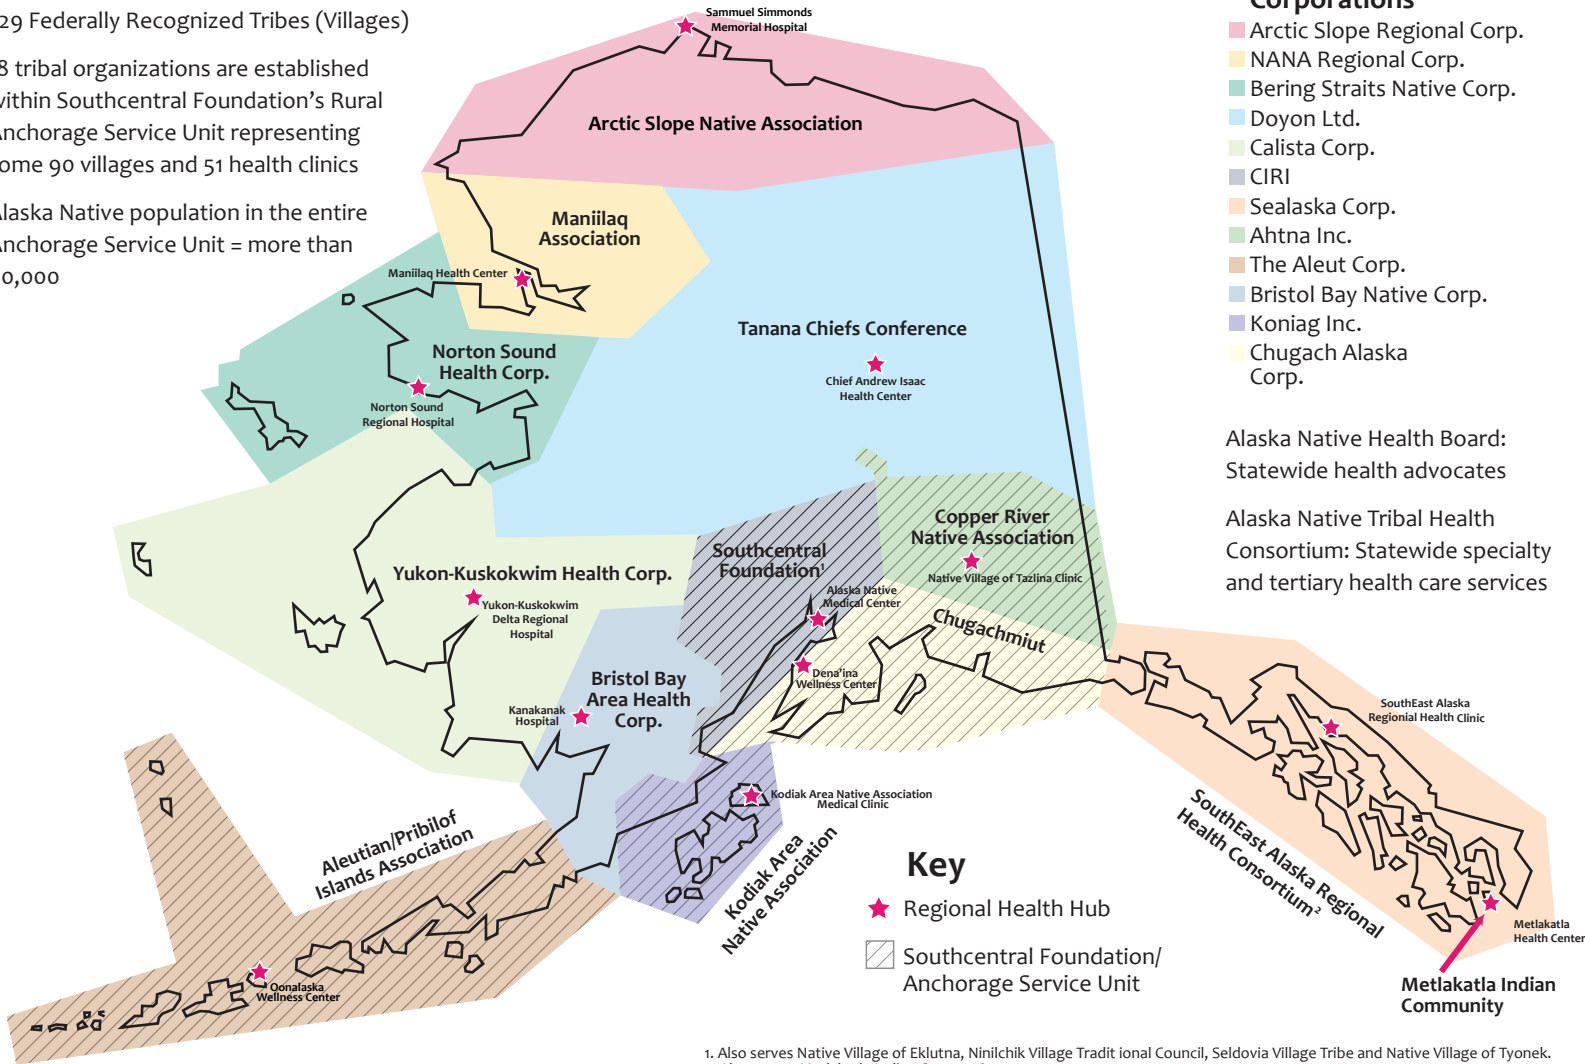 29 Federally Recognized Tribes (Villages)
8 tribal organizations are established
within Southcentral Foundation's Rural
Anchorage Service Unit representing
some 90 villages and 51 health clinics
Alaska Native population in the entire
Anchorage Service Unit = more than
0,000
Sammuel Simmonds
Memorial Hospital
Arctic Slope Native Association
Maniilaq
Association
Maniilaq Health Center
Norton Sound
Health Corp.
Norton Sound
Regional Hospital
Tanana Chiefs Conference
Chief Andrew Isaac
Health Center
Yukon-Kuskokwim Health Corp.
Yukon-Kuskokwim
Delta Regional
Hospital
Southcentral
Foundation¹
Alaska Native
Medical Center
Copper River
Native Association
Native Village of Tazlina Clinic
Chugachmiut
Dena'ina
Wellness Center
Bristol Bay
Area Health
Corp.
Kanakanak
Hospital
Kodiak Area Native Association
Medical Clinic
Kodiak Area
Native Association
Aleutian/Pribilof
Islands Association
Oonalaska
Wellness Center
SouthEast Alaska
Regionial Health Clinic
SouthEast Alaska Regional
Health Consortium²
Metlakatla
Health Center
Metlakatla Indian
Community
Corporations
Arctic Slope Regional Corp.
NANA Regional Corp.
Bering Straits Native Corp.
Doyon Ltd.
Calista Corp.
CIRI
Sealaska Corp.
Ahtna Inc.
The Aleut Corp.
Bristol Bay Native Corp.
Koniag Inc.
Chugach Alaska
Corp.
Alaska Native Health Board:
Statewide health advocates
Alaska Native Tribal Health
Consortium: Statewide specialty
and tertiary health care services
Key
Regional Health Hub
Southcentral Foundation/
Anchorage Service Unit
1. Also serves Native Village of Eklutna, Ninilchik Village Tradit ional Council, Seldovia Village Tribe and Native Village of Tyonek.